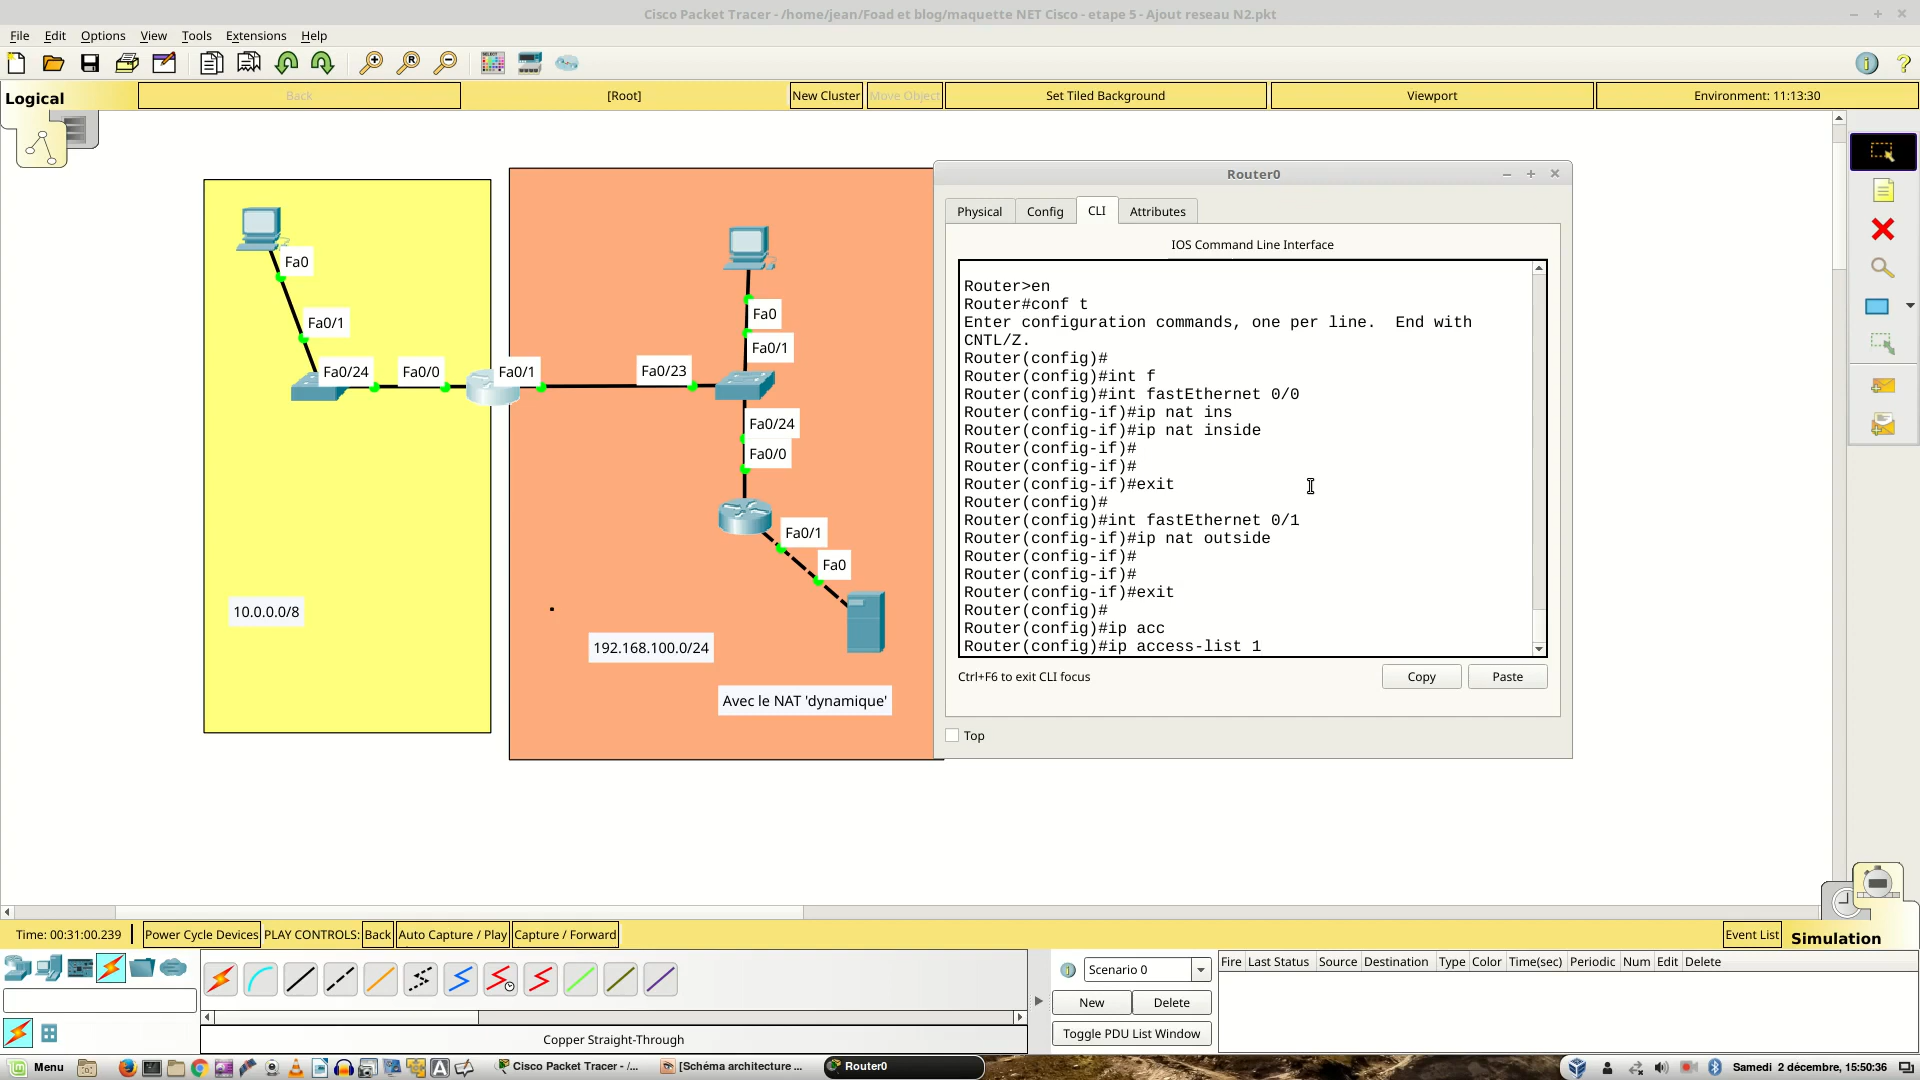 Cisco Packet Tracer - /home/jean/Foad et blog/maquette NET Cisco - etape 5 - Ajout reseau N2.pkt
File Edit Options View Tools Extensions Help
Logical
Back
[Root]
New Cluster
Move Object
Set Tiled Background
Viewport
Environment: 11:13:30
Fa0
Fa0/1
Fa0/24
Fa0/0
Fa0/1
10.0.0.0/8
Fa0
Fa0/1
Fa0/23
Fa0/24
Fa0/0
Fa0/1
Fa0
192.168.100.0/24
Avec le NAT 'dynamique'
Router0
Physical Config CLI Attributes
IOS Command Line Interface
Router>en
Router#conf t
Enter configuration commands, one per line.  End with
CNTL/Z.
Router(config)#
Router(config)#int f
Router(config)#int fastEthernet 0/0
Router(config-if)#ip nat ins
Router(config-if)#ip nat inside
Router(config-if)#
Router(config-if)#
Router(config-if)#exit
Router(config)#
Router(config)#int fastEthernet 0/1
Router(config-if)#ip nat outside
Router(config-if)#
Router(config-if)#
Router(config-if)#exit
Router(config)#
Router(config)#ip acc
Router(config)#ip access-list 1
Ctrl+F6 to exit CLI focus
Copy
Paste
Top
Time: 00:31:00.239
Power Cycle Devices
PLAY CONTROLS:
Back
Auto Capture / Play
Capture / Forward
Event List
Simulation
Scenario 0
New
Delete
Toggle PDU List Window
Fire Last Status Source Destination Type Color Time(sec) Periodic Num Edit Delete
Copper Straight-Through
Menu
Cisco Packet Tracer - /...
[Schéma architecture ...
Router0
Samedi 2 décembre, 15:50:36